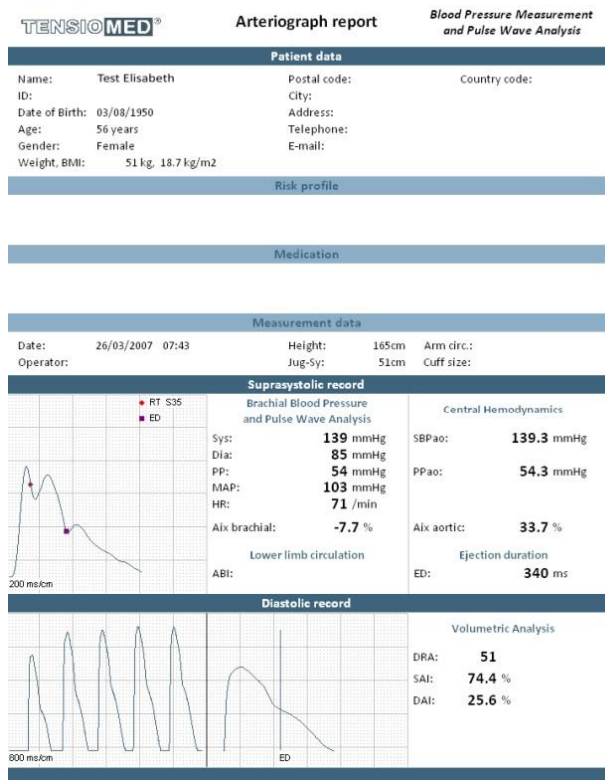 TENSIOMED®
Arteriograph report
Blood Pressure Measurement
and Pulse Wave Analysis
Patient data
Name: Test Elisabeth
ID:
Date of Birth: 03/08/1950
Age: 56 years
Gender: Female
Weight, BMI: 51 kg, 18.7 kg/m2
Postal code:
City:
Address:
Telephone:
E-mail:
Country code:
Risk profile
Medication
Measurement data
Date: 26/03/2007 07:43
Operator:
Height: 165cm
Jug-Sy: 51cm
Arm circ.:
Cuff size:
Suprasystolic record
RT S35
ED
200 ms/cm
Brachial Blood Pressure
and Pulse Wave Analysis
Sys: 139 mmHg
Dia: 85 mmHg
PP: 54 mmHg
MAP: 103 mmHg
HR: 71 /min
Aix brachial: -7.7 %
Lower limb circulation
ABI:
Central Hemodynamics
SBPao: 139.3 mmHg
PPao: 54.3 mmHg
Aix aortic: 33.7 %
Ejection duration
ED: 340 ms
Diastolic record
800 ms/cm
ED
Volumetric Analysis
DRA: 51
SAI: 74.4 %
DAI: 25.6 %